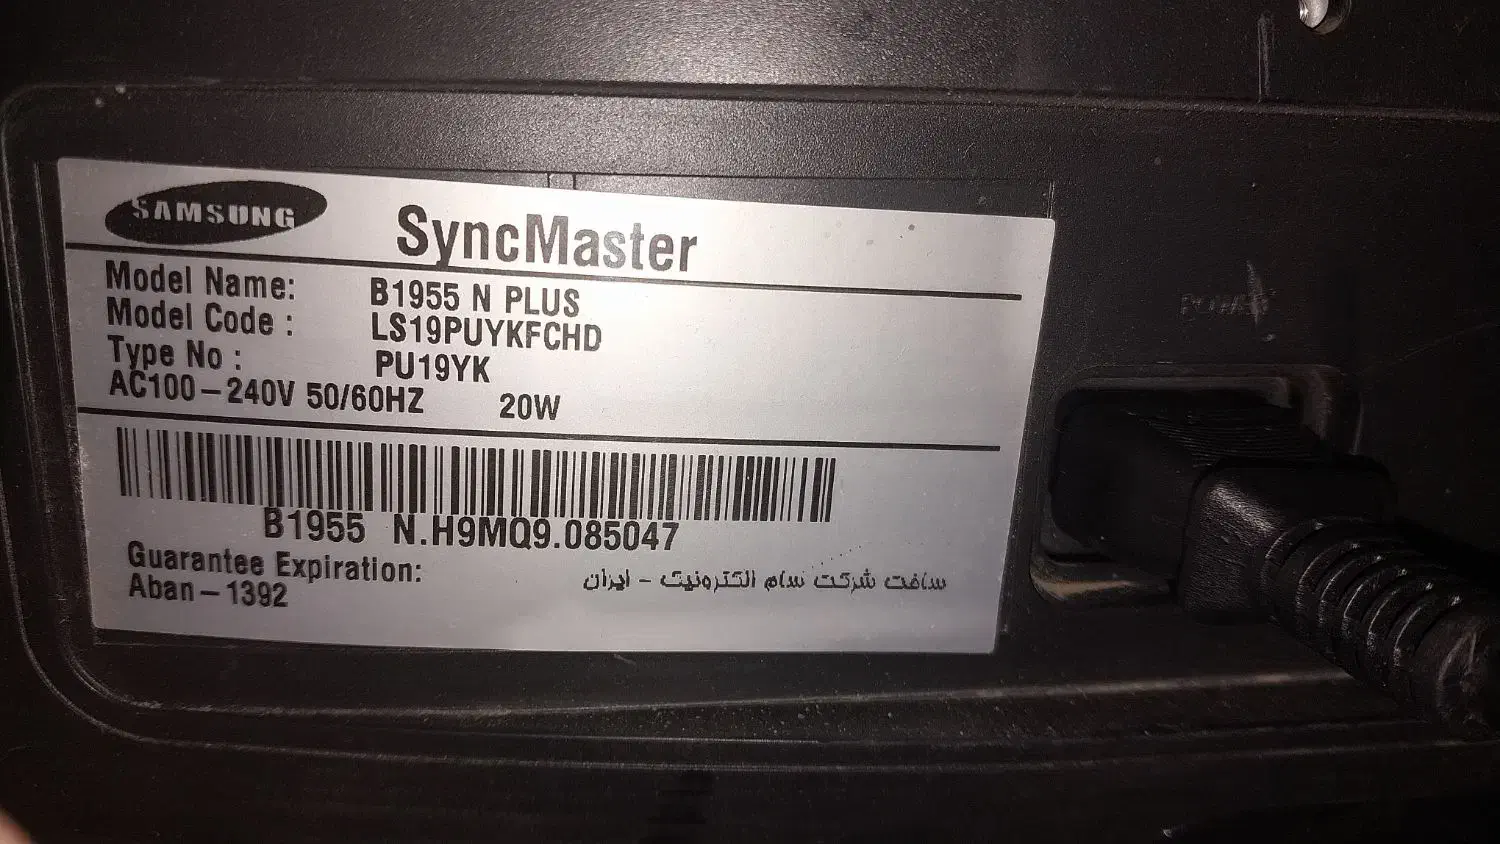 SAMSUNG SyncMaster
Model Name: B1955 N PLUS
Model Code : LS19PUYKFCHD
Type No : PU19YK
AC100-240V 50/60HZ 20W
B1955 N.H9MQ9.085047
Guarantee Expiration:
Aban-1392
ساخت شرکت سام الکترونیک - ایران
POWER